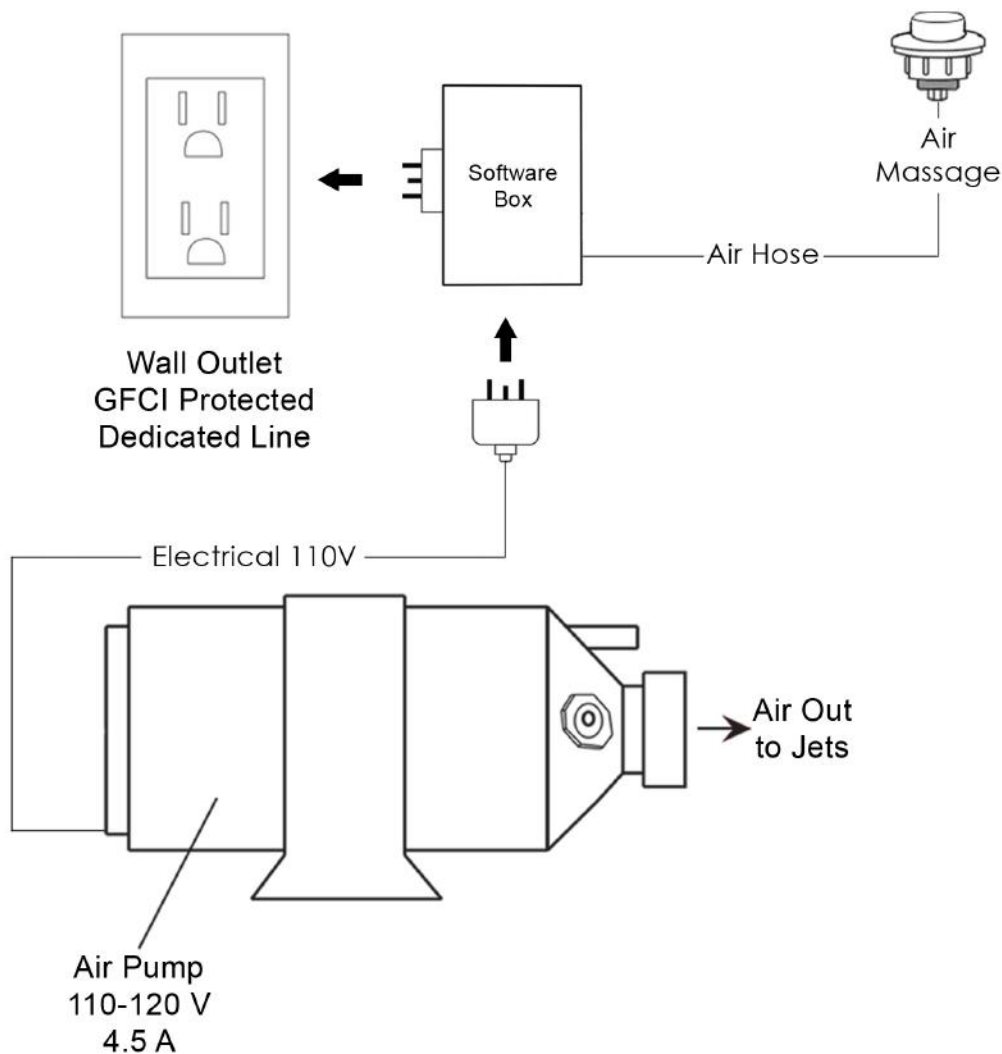 Software
Box
Air
Massage
Air Hose
Wall Outlet
GFCI Protected
Dedicated Line
Electrical 110V
Air Out
to Jets
Air Pump
110-120 V
4.5 A